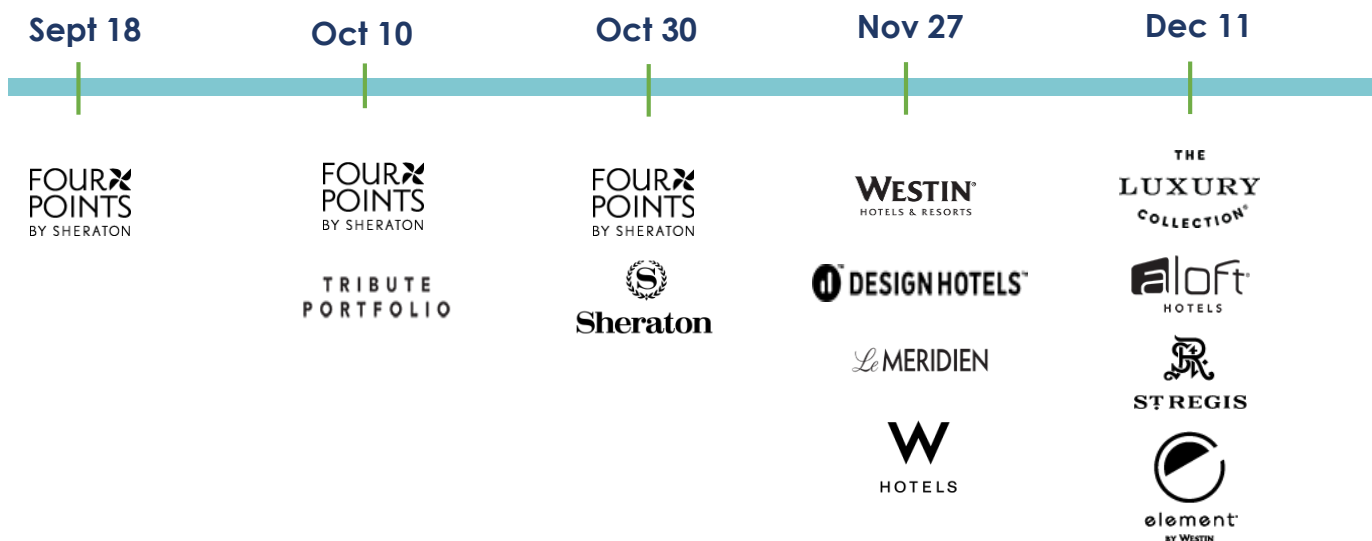 Sept 18
Oct 10
Oct 30
Nov 27
Dec 11
FOUR
POINTS
BY SHERATON
FOUR
POINTS
BY SHERATON
TRIBUTE
PORTFOLIO
FOUR
POINTS
BY SHERATON
S
Sheraton
WESTIN®
HOTELS & RESORTS
DESIGN HOTELS™
Le MERIDIEN
W
HOTELS
THE
LUXURY
COLLECTION®
aloft®
HOTELS
SR
ST REGIS
element
BY WESTIN